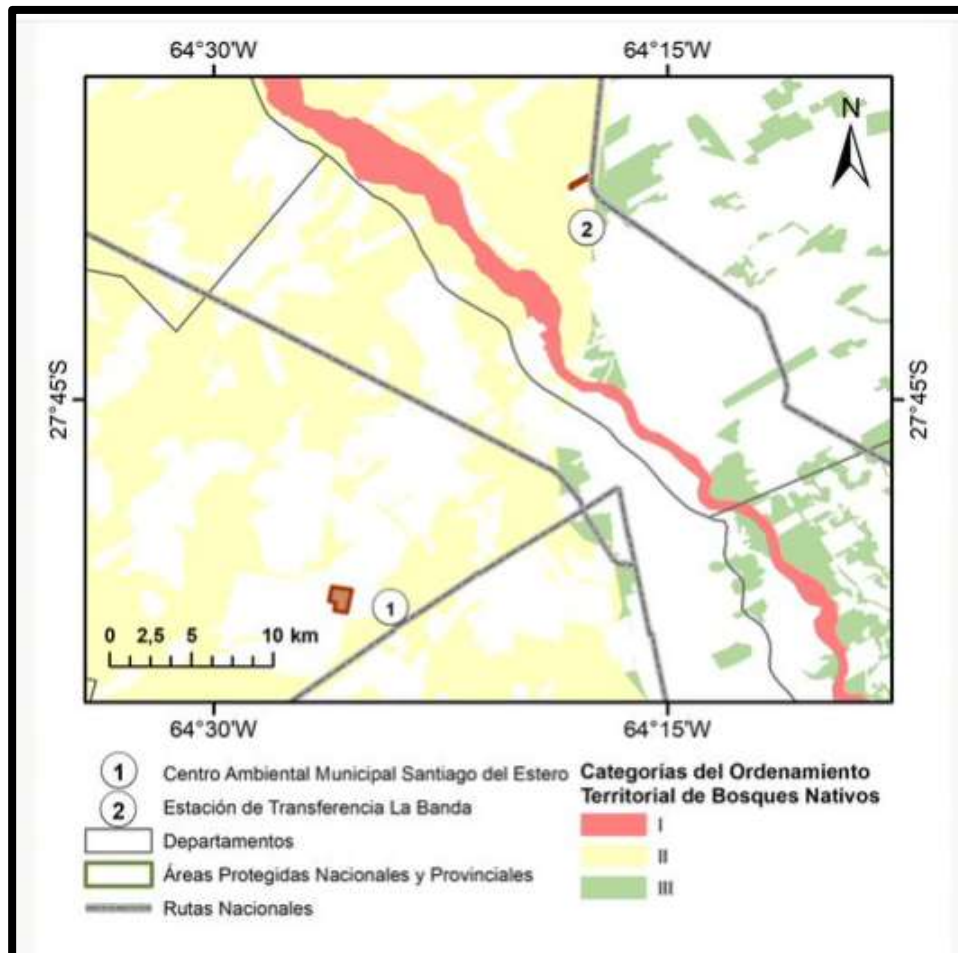 64°30'W 64°15'W
N
2
27°45'S 27°45'S
1
0 2,5 5 10 km
64°30'W 64°15'W
1 Centro Ambiental Municipal Santiago del Estero
2 Estación de Transferencia La Banda
Departamentos
Áreas Protegidas Nacionales y Provinciales
Rutas Nacionales
Categorías del Ordenamiento
Territorial de Bosques Nativos
I
II
III